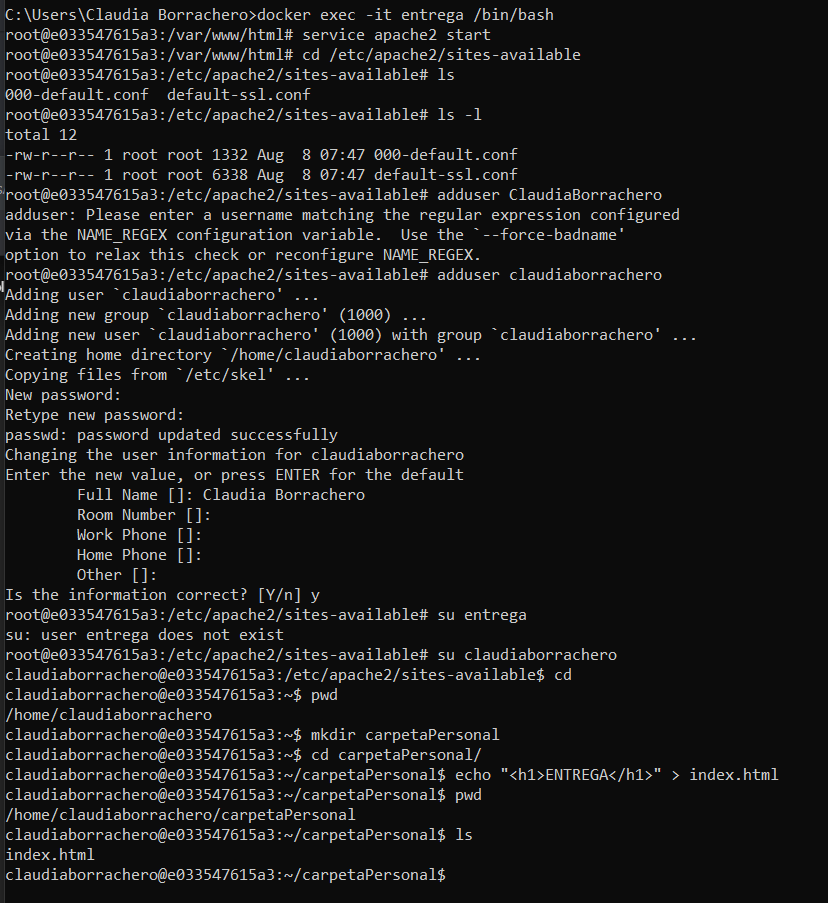 C:\Users\Claudia Borrachero>docker exec -it entrega /bin/bash
root@e033547615a3:/var/www/html# service apache2 start
root@e033547615a3:/var/www/html# cd /etc/apache2/sites-available
root@e033547615a3:/etc/apache2/sites-available# ls
000-default.conf  default-ssl.conf
root@e033547615a3:/etc/apache2/sites-available# ls -l
total 12
-rw-r--r-- 1 root root 1332 Aug  8 07:47 000-default.conf
-rw-r--r-- 1 root root 6338 Aug  8 07:47 default-ssl.conf
root@e033547615a3:/etc/apache2/sites-available# adduser ClaudiaBorrachero
adduser: Please enter a username matching the regular expression configured
via the NAME_REGEX configuration variable.  Use the `--force-badname'
option to relax this check or reconfigure NAME_REGEX.
root@e033547615a3:/etc/apache2/sites-available# adduser claudiaborrachero
Adding user `claudiaborrachero' ...
Adding new group `claudiaborrachero' (1000) ...
Adding new user `claudiaborrachero' (1000) with group `claudiaborrachero' ...
Creating home directory `/home/claudiaborrachero' ...
Copying files from `/etc/skel' ...
New password:
Retype new password:
passwd: password updated successfully
Changing the user information for claudiaborrachero
Enter the new value, or press ENTER for the default
        Full Name []: Claudia Borrachero
        Room Number []:
        Work Phone []:
        Home Phone []:
        Other []:
Is the information correct? [Y/n] y
root@e033547615a3:/etc/apache2/sites-available# su entrega
su: user entrega does not exist
root@e033547615a3:/etc/apache2/sites-available# su claudiaborrachero
claudiaborrachero@e033547615a3:/etc/apache2/sites-available$ cd
claudiaborrachero@e033547615a3:~$ pwd
/home/claudiaborrachero
claudiaborrachero@e033547615a3:~$ mkdir carpetaPersonal
claudiaborrachero@e033547615a3:~$ cd carpetaPersonal/
claudiaborrachero@e033547615a3:~/carpetaPersonal$ echo "<h1>ENTREGA</h1>" > index.html
claudiaborrachero@e033547615a3:~/carpetaPersonal$ pwd
/home/claudiaborrachero/carpetaPersonal
claudiaborrachero@e033547615a3:~/carpetaPersonal$ ls
index.html
claudiaborrachero@e033547615a3:~/carpetaPersonal$